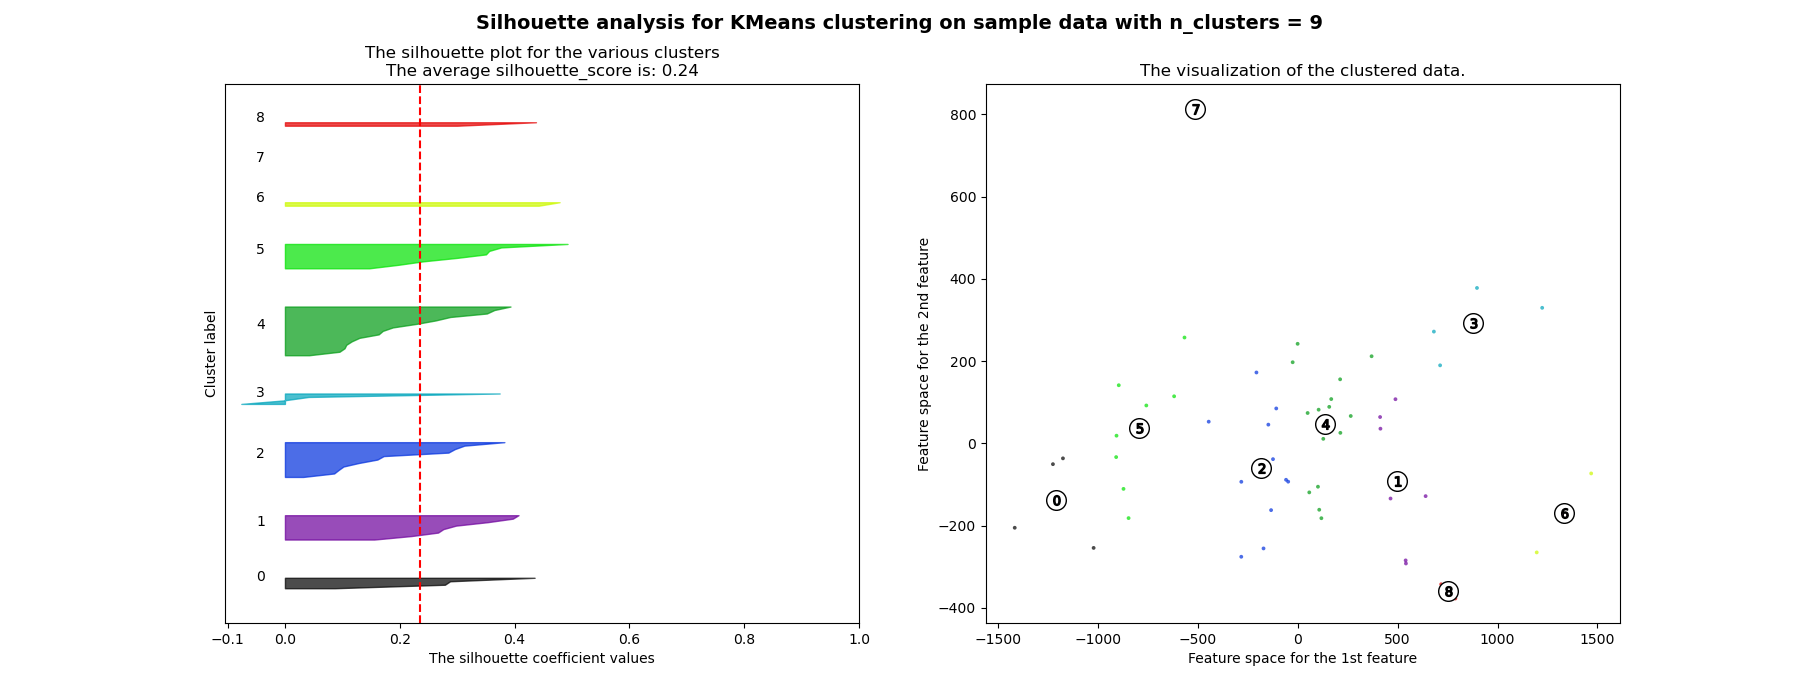 Silhouette analysis for KMeans clustering on sample data with n_clusters = 9
The silhouette plot for the various clusters
The average silhouette_score is: 0.24
8
7
6
5
4
3
2
1
0
Cluster label
−0.1 0.0 0.2 0.4 0.6 0.8 1.0
The silhouette coefficient values
The visualization of the clustered data.
800
600
400
200
0
−200
−400
Feature space for the 2nd feature
7
3
4
5
2
1
0
6
8
−1500 −1000 −500 0 500 1000 1500
Feature space for the 1st feature